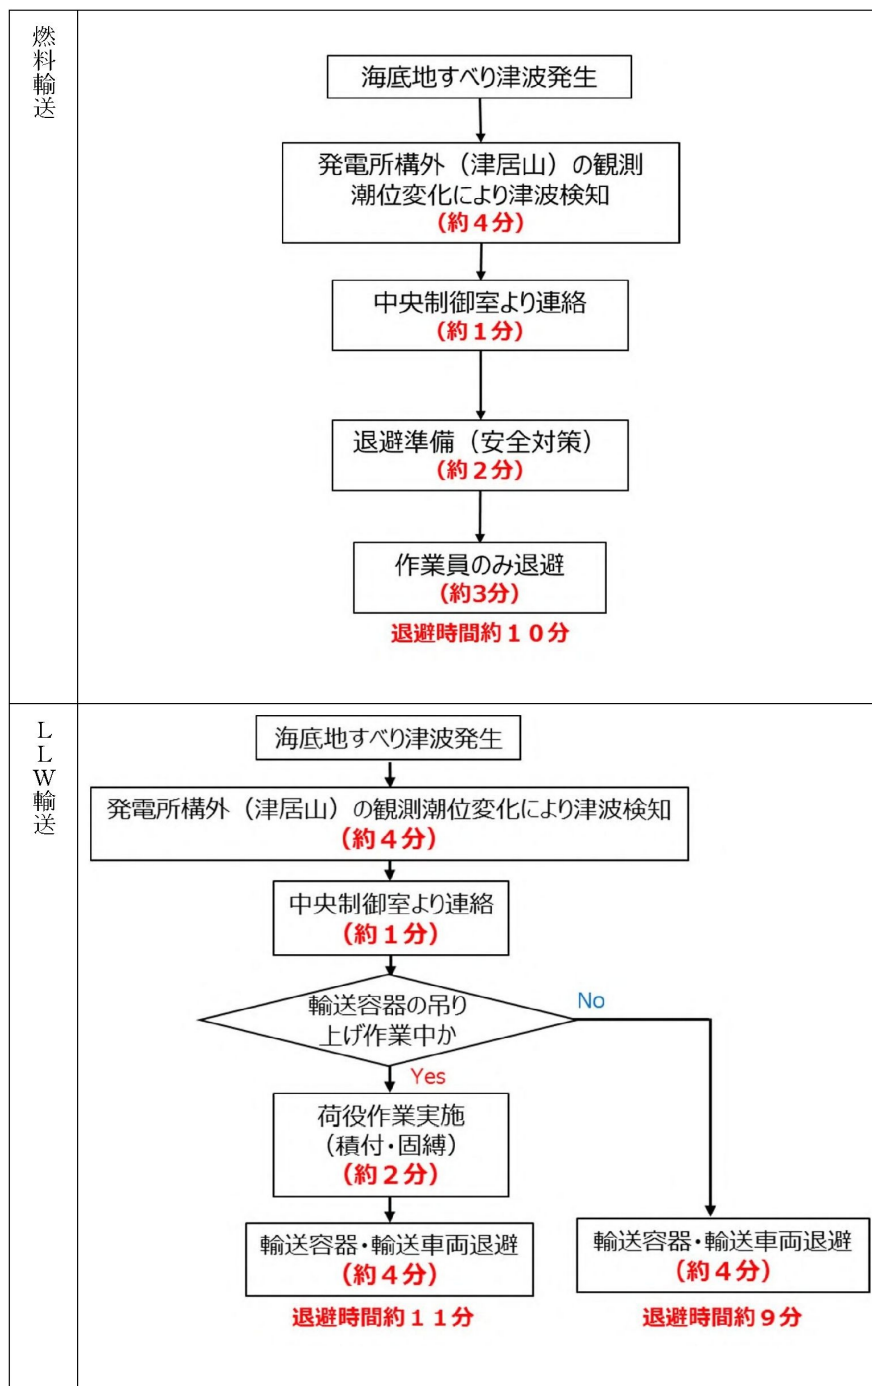 燃料輸送
海底地すべり津波発生
発電所構外（津居山）の観測
潮位変化により津波検知
（約４分）
中央制御室より連絡
（約１分）
退避準備（安全対策）
（約２分）
作業員のみ退避
（約3分）
退避時間約１０分
ＬＬＷ輸送
海底地すべり津波発生
発電所構外（津居山）の観測潮位変化により津波検知
（約４分）
中央制御室より連絡
（約１分）
輸送容器の吊り
上げ作業中か
No
Yes
荷役作業実施
（積付・固縛）
（約２分）
輸送容器・輸送車両退避
（約４分）
退避時間約１１分
輸送容器・輸送車両退避
（約４分）
退避時間約９分